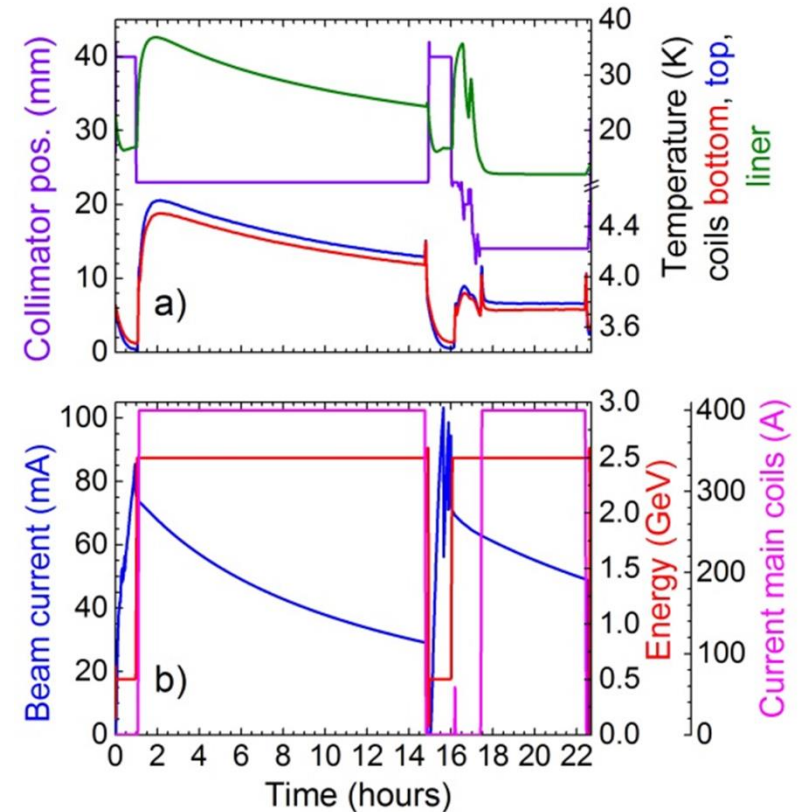 Collimator pos. (mm)
40
30
20
10
0
a)
40
30
20
4.4
4.0
3.6
Temperature (K)
coils bottom, top,
liner
Beam current (mA)
100
80
60
40
20
0
b)
3.0
2.5
2.0
1.5
1.0
0.5
0.0
Energy (GeV)
400
300
200
100
0
Current main coils (A)
0 2 4 6 8 10 12 14 16 18 20 22
Time (hours)